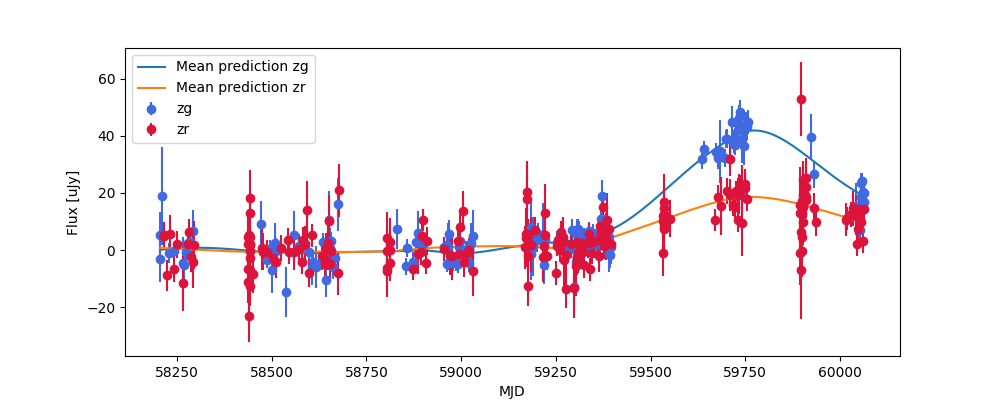 Mean prediction zg
Mean prediction zr
zg
zr
Flux [uJy]
60
40
20
0
−20
58250 58500 58750 59000 59250 59500 59750 60000
MJD